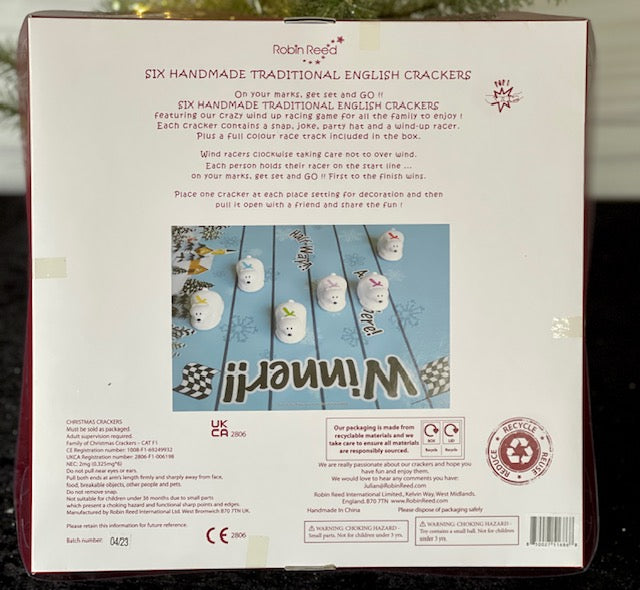 Robin Reed
SIX HANDMADE TRADITIONAL ENGLISH CRACKERS
POP!
On your marks, get set and GO !!
SIX HANDMADE TRADITIONAL ENGLISH CRACKERS
featuring our crazy wind up racing game for all the family to enjoy !
Each cracker contains a snap, joke, party hat and a wind-up racer.
Plus a full colour race track included in the box.
Wind racers clockwise taking care not to over wind.
Each person holds their racer on the start line ...
on your marks, get set and GO !! First to the finish wins.
Place one cracker at each place setting for decoration and then
pull it open with a friend and share the fun !
Winner!!
CHRISTMAS CRACKERS
Must be sold as packaged.
Adult supervision required.
Family of Christmas Crackers – CAT F1
CE Registration number: 1008-F1-69249932
UKCA Registration number: 2806-F1-006198
NEC: 2mg (0,325mg*6)
Do not pull near eyes or ears.
Pull both ends at arm's length firmly and sharply away from face,
food, breakable objects, other people and pets.
Do not remove snap.
Not suitable for children under 36 months due to small parts
which present a choking hazard and functional sharp points and edges.
Manufactured by Robin Reed International Ltd. West Bromwich B70 7TN UK.
Please retain this information for future reference.
Batch number: 04/23
UK
CA 2806
CE 2806
Our packaging is made from
recyclable materials and we
take care to ensure all materials
are responsibly sourced.
BOX
Recycle
LID
Recycle
We are really passionate about our crackers and hope you
have fun and enjoy them.
We would love to hear any comments you have:
Julian@RobinReed.com
Robin Reed International Limited., Kelvin Way, West Midlands.
England.B70 7TN www.RobinReed.com
Handmade In China
Please dispose of packaging safely
WARNING: CHOKING HAZARD -
Small parts. Not for children under 3 yrs.
WARNING: CHOKING HAZARD -
Toy contains a small ball. Not for children
under 3 yrs.
RECYCLE
REDUCE
REUSE